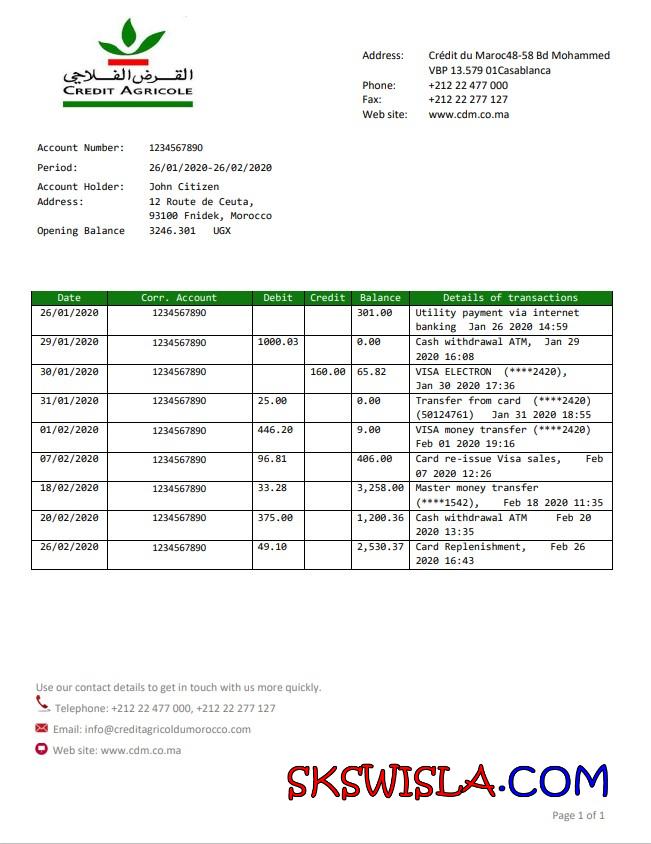 القرض الفلاحي
CREDIT AGRICOLE
Address: Crédit du Maroc48-58 Bd Mohammed
VBP 13.579 01Casablanca
Phone: +212 22 477 000
Fax: +212 22 277 127
Web site: www.cdm.co.ma
Account Number: 1234567890
Period: 26/01/2020-26/02/2020
Account Holder: John Citizen
Address: 12 Route de Ceuta,
93100 Fnidek, Morocco
Opening Balance 3246.301 UGX
Date Corr. Account Debit Credit Balance Details of transactions
26/01/2020 1234567890 301.00 Utility payment via internet
banking Jan 26 2020 14:59
29/01/2020 1234567890 1000.03 0.00 Cash withdrawal ATM, Jan 29
2020 16:08
30/01/2020 1234567890 160.00 65.82 VISA ELECTRON (****2420),
Jan 30 2020 17:36
31/01/2020 1234567890 25.00 0.00 Transfer from card (****2420)
(50124761) Jan 31 2020 18:55
01/02/2020 1234567890 446.20 9.00 VISA money transfer (****2420)
Feb 01 2020 19:16
07/02/2020 1234567890 96.81 406.00 Card re-issue Visa sales, Feb
07 2020 12:26
18/02/2020 1234567890 33.28 3,258.00 Master money transfer
(****1542), Feb 18 2020 11:35
20/02/2020 1234567890 375.00 1,200.36 Cash withdrawal ATM Feb 20
2020 13:35
26/02/2020 1234567890 49.10 2,530.37 Card Replenishment, Feb 26
2020 16:43
Use our contact details to get in touch with us more quickly.
Telephone: +212 22 477 000, +212 22 277 127
Email: info@creditagricoldumorocco.com
Web site: www.cdm.co.ma
SKSWISLA.COM
Page 1 of 1